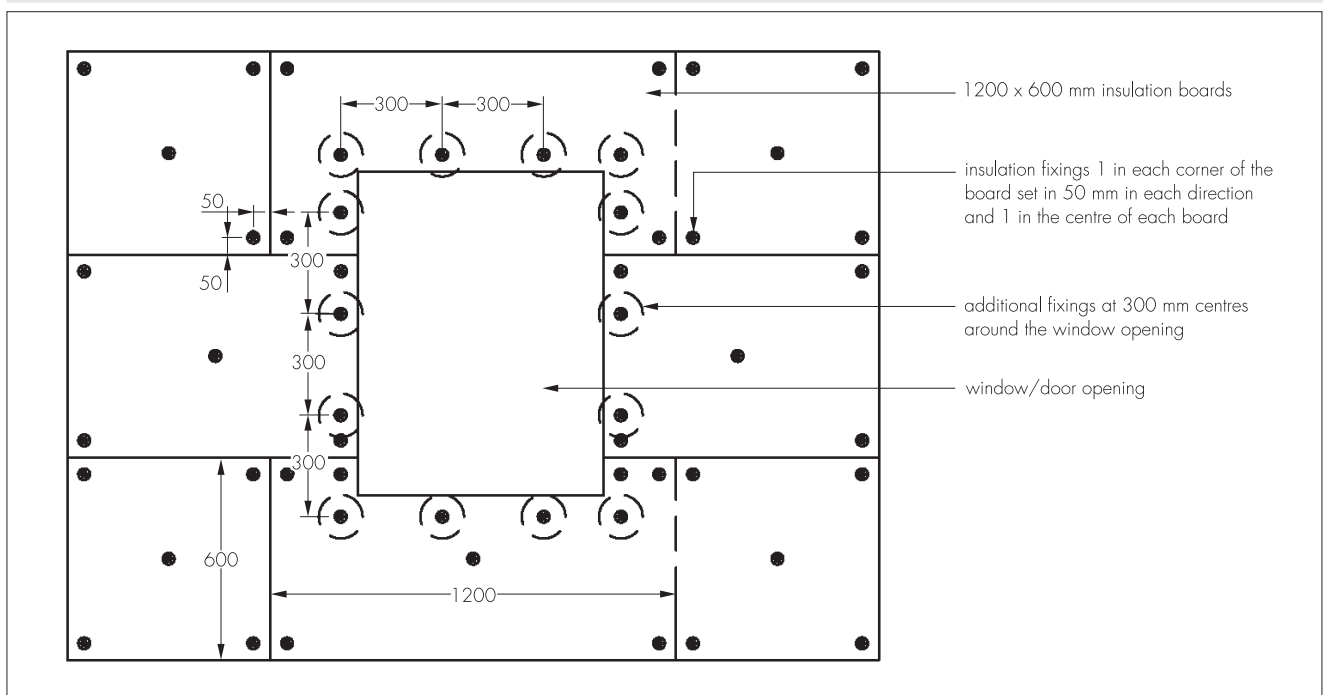 300
300
1200 x 600 mm insulation boards
insulation fixings 1 in each corner of the
board set in 50 mm in each direction
and 1 in the centre of each board
50
50
300
additional fixings at 300 mm centres
around the window opening
300
window/door opening
300
600
1200